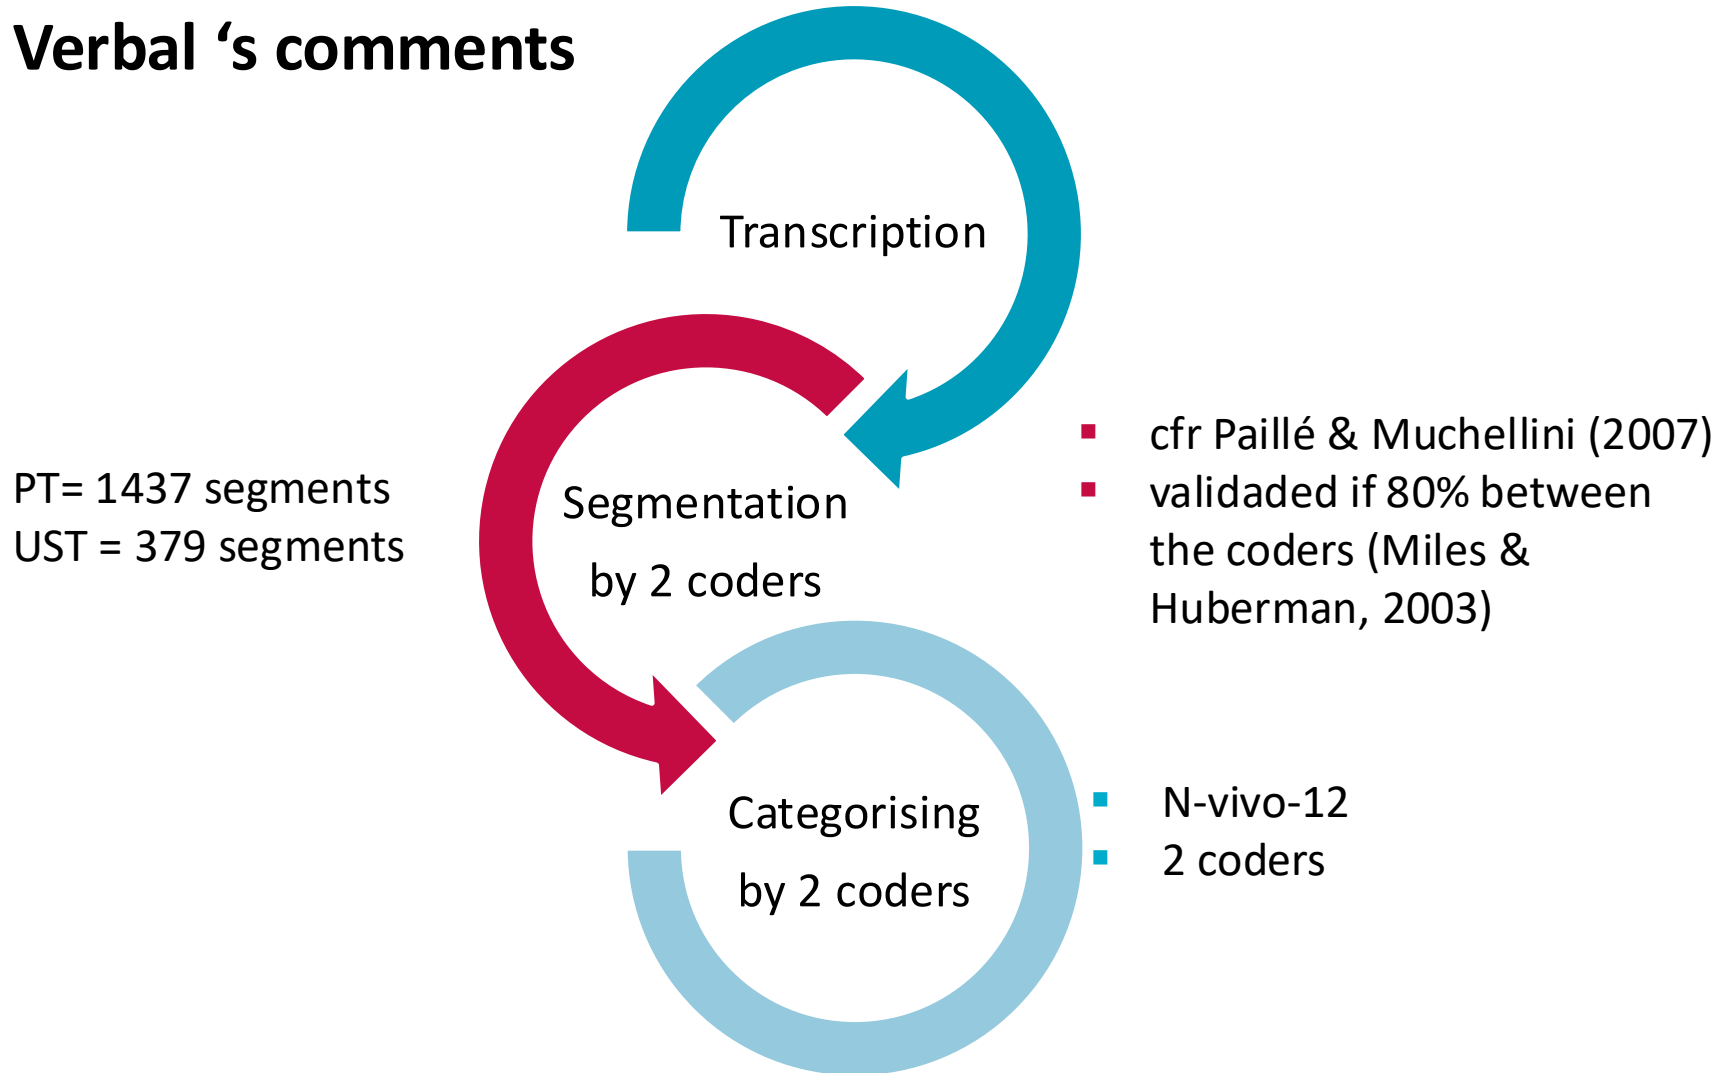 Verbal ‘s comments
Transcription
PT= 1437 segments
UST = 379 segments
Segmentation
by 2 coders
▪ cfr Paillé & Muchellini (2007)
▪ validaded if 80% between
the coders (Miles &
Huberman, 2003)
Categorising
by 2 coders
▪ N-vivo-12
▪ 2 coders